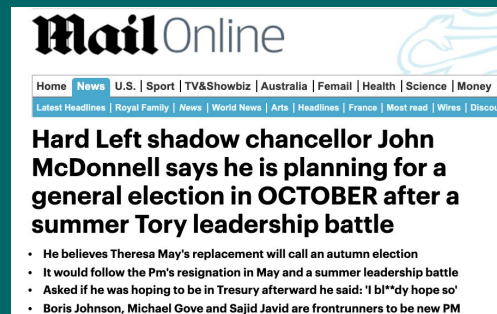 Mail Online
Home News U.S. | Sport | TV&Showbiz | Australia | Femail | Health | Science | Money
Latest Headlines | Royal Family | News | World News | Arts | Headlines | France | Most read | Wires | Discou
Hard Left shadow chancellor John
McDonnell says he is planning for a
general election in OCTOBER after a
summer Tory leadership battle
• He believes Theresa May's replacement will call an autumn election
• It would follow the Pm's resignation in May and a summer leadership battle
• Asked if he was hoping to be in Tresury afterward he said: 'I bl**dy hope so'
• Boris Johnson, Michael Gove and Sajid Javid are frontrunners to be new PM